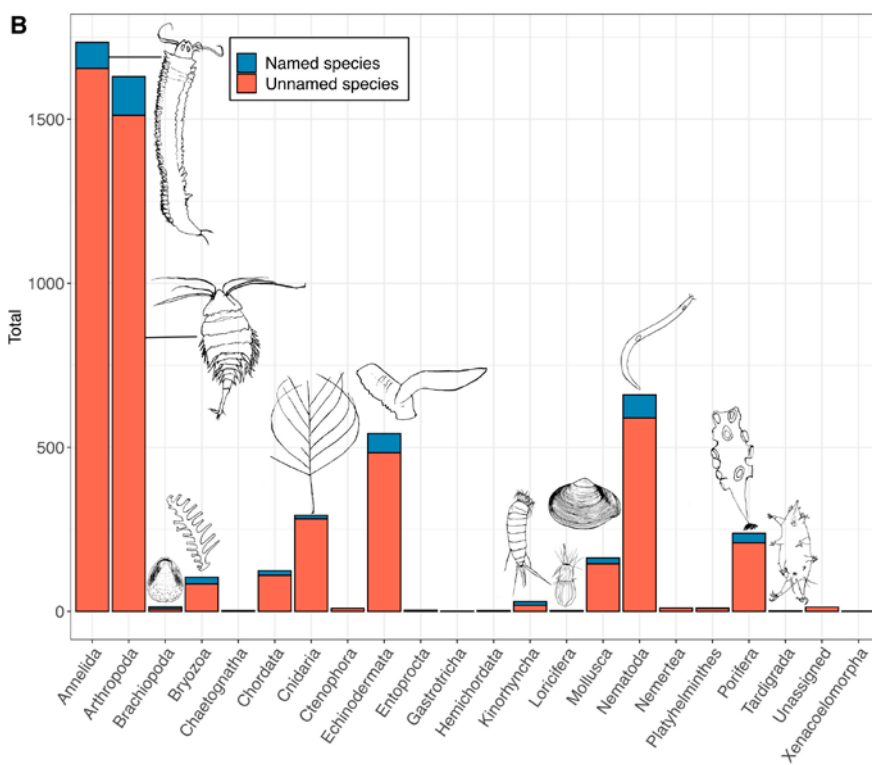 B
Named species
Unnamed species
1500
1000
500
0
Total
Annelida
Arthropoda
Brachiopoda
Bryozoa
Chaetognatha
Chordata
Cnidaria
Ctenophora
Echinodermata
Entoprocta
Gastrotricha
Hemichordata
Kinorhyncha
Loricifera
Mollusca
Nematoda
Nemertea
Platyhelminthes
Porifera
Tardigrada
Unassigned
Xenacoelomorpha